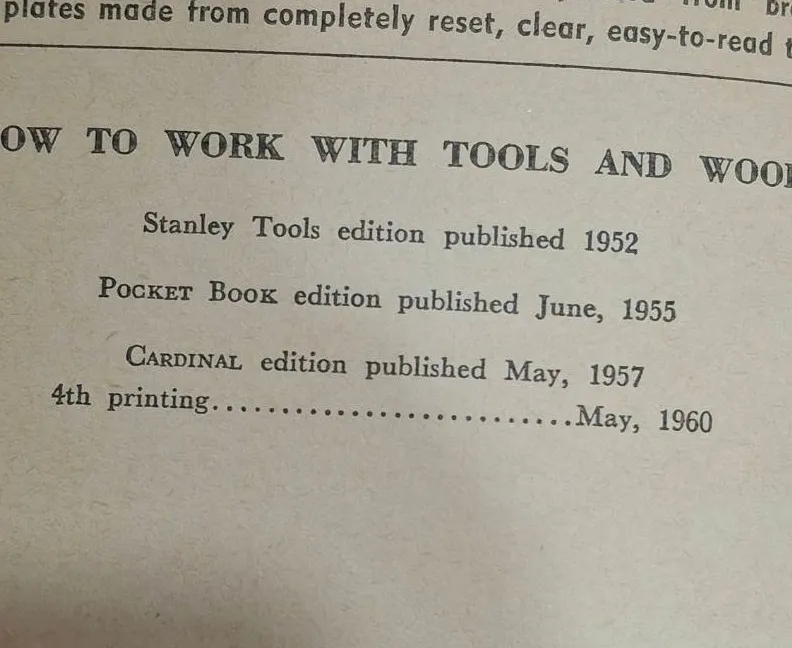 plates made from completely reset, clear, easy-to-read
OW TO WORK WITH TOOLS AND WOO
Stanley Tools edition published 1952
POCKET BOOK edition published June, 1955
CARDINAL edition published May, 1957
4th printing..........................May, 1960